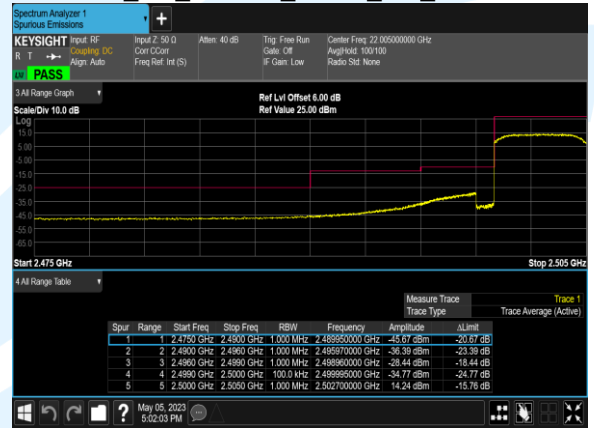 Spectrum Analyzer 1
Spurious Emissions
+
KEYSIGHT Input: RF Input Z: 50 Ω Atten: 40 dB Trig: Free Run Center Freq: 22.005000000 GHz
R T Coupling: DC Corr CCorr Gate: Off Avg|Hold: 100/100
Align: Auto Freq Ref: Int (S) IF Gain: Low Radio Std: None
PASS
3 All Range Graph
Ref Lvl Offset 6.00 dB
Scale/Div 10.0 dB Ref Value 25.00 dBm
Log
15.0
5.00
-5.00
-15.0
-25.0
-35.0
-45.0
-55.0
-65.0
Start 2.475 GHz Stop 2.505 GHz
4 All Range Table
Measure Trace Trace 1
Trace Type Trace Average (Active)
Spur Range Start Freq Stop Freq RBW Frequency Amplitude ΔLimit
1 1 2.4750 GHz 2.4900 GHz 1.000 MHz 2.489950000 GHz -45.67 dBm -20.67 dB
2 2 2.4900 GHz 2.4960 GHz 1.000 MHz 2.495970000 GHz -36.39 dBm -23.39 dB
3 3 2.4960 GHz 2.4990 GHz 1.000 MHz 2.498960000 GHz -28.44 dBm -18.44 dB
4 4 2.4990 GHz 2.5000 GHz 100.0 kHz 2.499995000 GHz -34.77 dBm -24.77 dB
5 5 2.5000 GHz 2.5050 GHz 1.000 MHz 2.502700000 GHz 14.24 dBm -15.76 dB
? May 05, 2023
5:02:03 PM